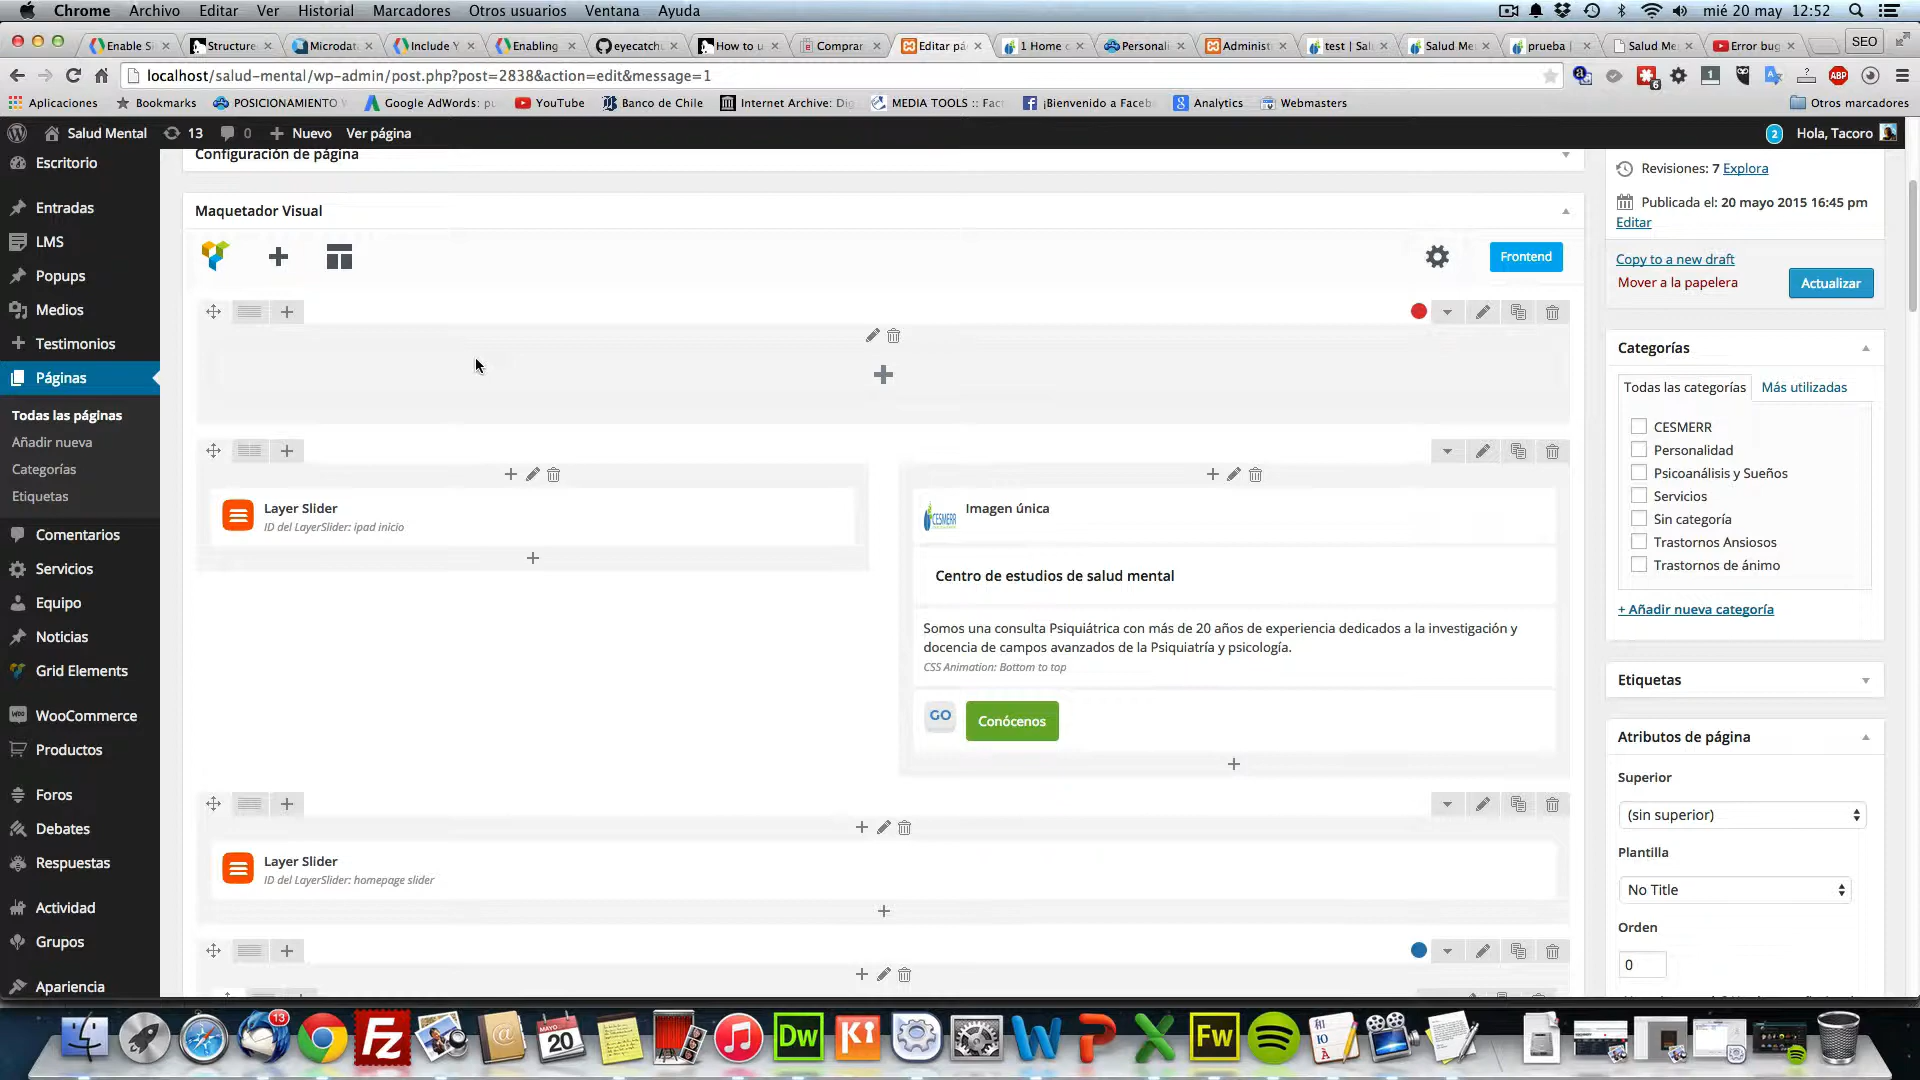 Chrome Archivo Editar Ver Historial Marcadores Otros usuarios Ventana Ayuda mié 20 may 12:52
Enable S Structure Microdat Include Y Enabling eyecatch How to u Comprar Editar pá 1 Home Personali Administ test | Sal Salud Me prueba | Salud Me Error bug SEO
localhost/salud-mental/wp-admin/post.php?post=2838&action=edit&message=1
Aplicaciones Bookmarks POSICIONAMIENTO Google AdWords: pu YouTube Banco de Chile Internet Archive: Dig MEDIA TOOLS :: Fac ¡Bienvenido a Faceb Analytics Webmasters Otros marcadores
Salud Mental 13 0 Nuevo Ver página 2 Hola, Tacoro
Escritorio
Entradas
LMS
Popups
Medios
Testimonios
Páginas
Todas las páginas
Añadir nueva
Categorías
Etiquetas
Comentarios
Servicios
Equipo
Noticias
Grid Elements
WooCommerce
Productos
Foros
Debates
Respuestas
Actividad
Grupos
Apariencia
Configuración de página
Maquetador Visual
Frontend
Layer Slider
ID del LayerSlider: ipad inicio
Imagen única
CESMERR
Centro de estudios de salud mental
Somos una consulta Psiquiátrica con más de 20 años de experiencia dedicados a la investigación y
docencia de campos avanzados de la Psiquiatría y psicología.
CSS Animation: Bottom to top
GO Conócenos
Layer Slider
ID del LayerSlider: homepage slider
Revisiones: 7 Explora
Publicada el: 20 mayo 2015 16:45 pm
Editar
Copy to a new draft
Mover a la papelera
Actualizar
Categorías
Todas las categorías Más utilizadas
CESMERR
Personalidad
Psicoanálisis y Sueños
Servicios
Sin categoría
Trastornos Ansiosos
Trastornos de ánimo
+ Añadir nueva categoría
Etiquetas
Atributos de página
Superior
(sin superior)
Plantilla
No Title
Orden
0
13 Fz MAYO 20 Dw Ki W P X Fw